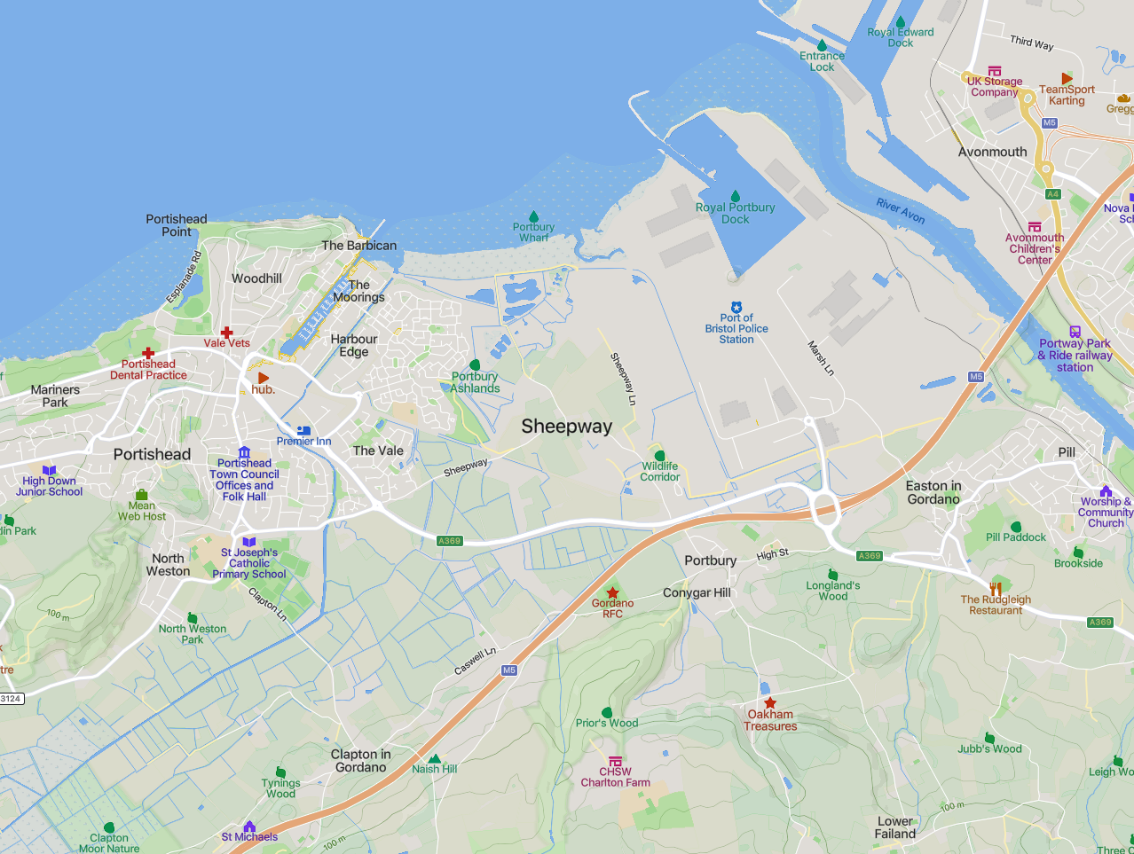 Royal Edward
Dock
Third Way
Entrance
Lock
UK Storage
Company
TeamSport
Karting
M5
Avonmouth
A4
Portishead
Point
Portbury
Wharf
Royal Portbury
Dock
River Avon
Avonmouth
Children's
Center
The Barbican
Esplanade Rd
Woodhill
The
Moorings
Port of
Bristol Police
Station
Vale Vets
Harbour
Edge
Portway Park
& Ride railway
station
Portishead
Dental Practice
Marsh Ln
Sheepway Ln
Mariners
Park
hub.
Portbury
Ashlands
M5
Sheepway
Premier Inn
Portishead
The Vale
Pill
Portishead
Town Council
Offices and
Folk Hall
Sheepway
Wildlife
Corridor
High Down
Junior School
Easton in
Gordano
Mean
Web Host
Worship &
Community
Church
Pill Paddock
A369
St Joseph's
Catholic
Primary School
North
Weston
Portbury
High St
A369
Brookside
Longland's
Wood
Conygar Hill
Clapton Ln
Gordano
RFC
The Rudgleigh
Restaurant
100 m
A369
North Weston
Park
Caswell Ln
M5
3124
Prior's Wood
Oakham
Treasures
Jubb's Wood
Clapton in
Gordano
Naish Hill
CHSW
Charlton Farm
Tynings
Wood
100 m
Lower
Failand
Clapton
Moor Nature
St Michaels
100 m